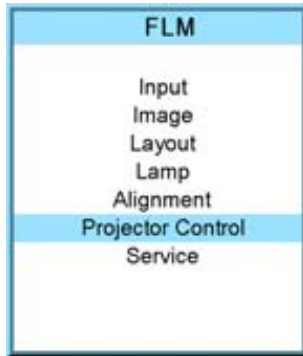 FLM
Input
Image
Layout
Lamp
Alignment
Projector Control
Service